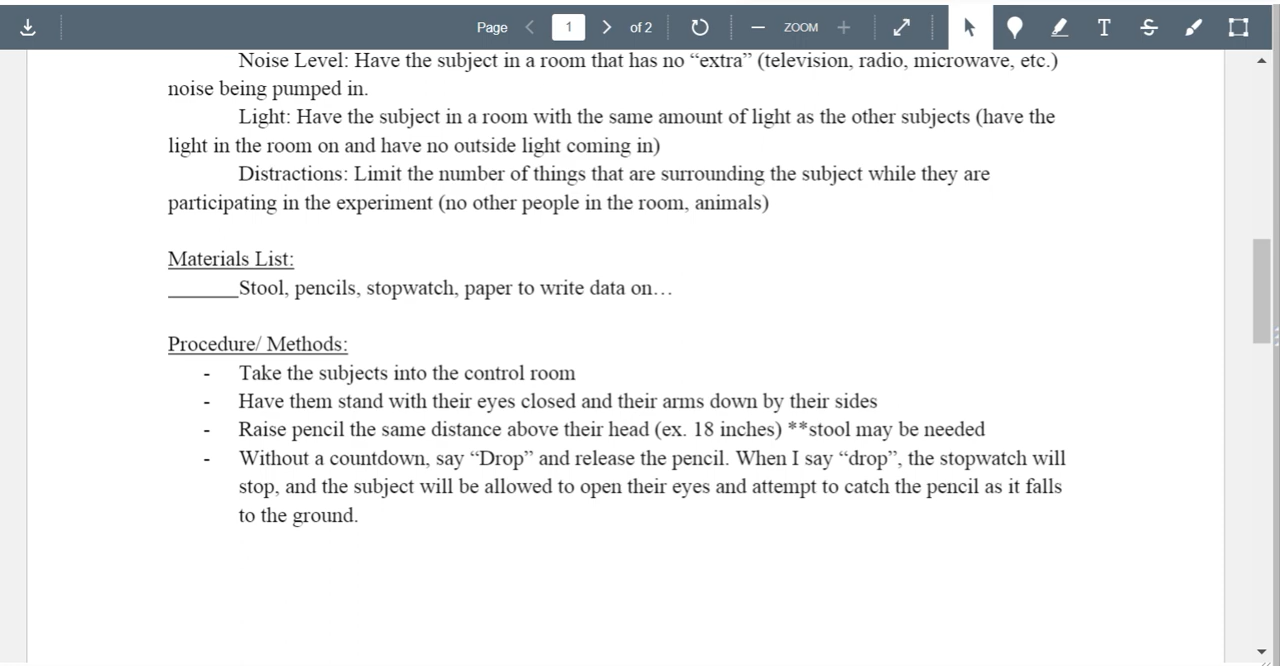 Page 1 of 2 ZOOM T S
Noise Level: Have the subject in a room that has no “extra” (television, radio, microwave, etc.)
noise being pumped in.
Light: Have the subject in a room with the same amount of light as the other subjects (have the
light in the room on and have no outside light coming in)
Distractions: Limit the number of things that are surrounding the subject while they are
participating in the experiment (no other people in the room, animals)
Materials List:
_______Stool, pencils, stopwatch, paper to write data on…
Procedure/ Methods:
- Take the subjects into the control room
- Have them stand with their eyes closed and their arms down by their sides
- Raise pencil the same distance above their head (ex. 18 inches) **stool may be needed
- Without a countdown, say “Drop” and release the pencil. When I say “drop”, the stopwatch will
stop, and the subject will be allowed to open their eyes and attempt to catch the pencil as it falls
to the ground.